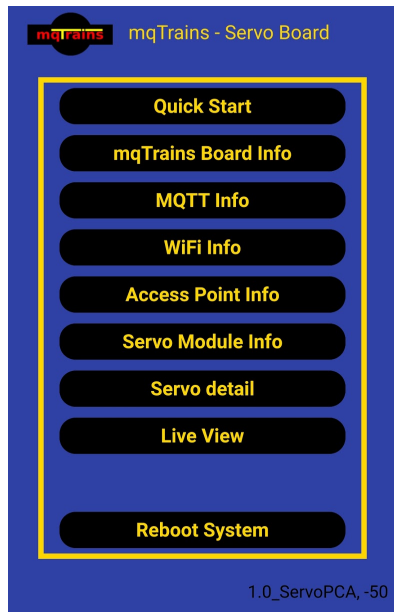 mqTrains
mqTrains - Servo Board
Quick Start
mqTrains Board Info
MQTT Info
WiFi Info
Access Point Info
Servo Module Info
Servo detail
Live View
Reboot System
1.0_ServoPCA, -50